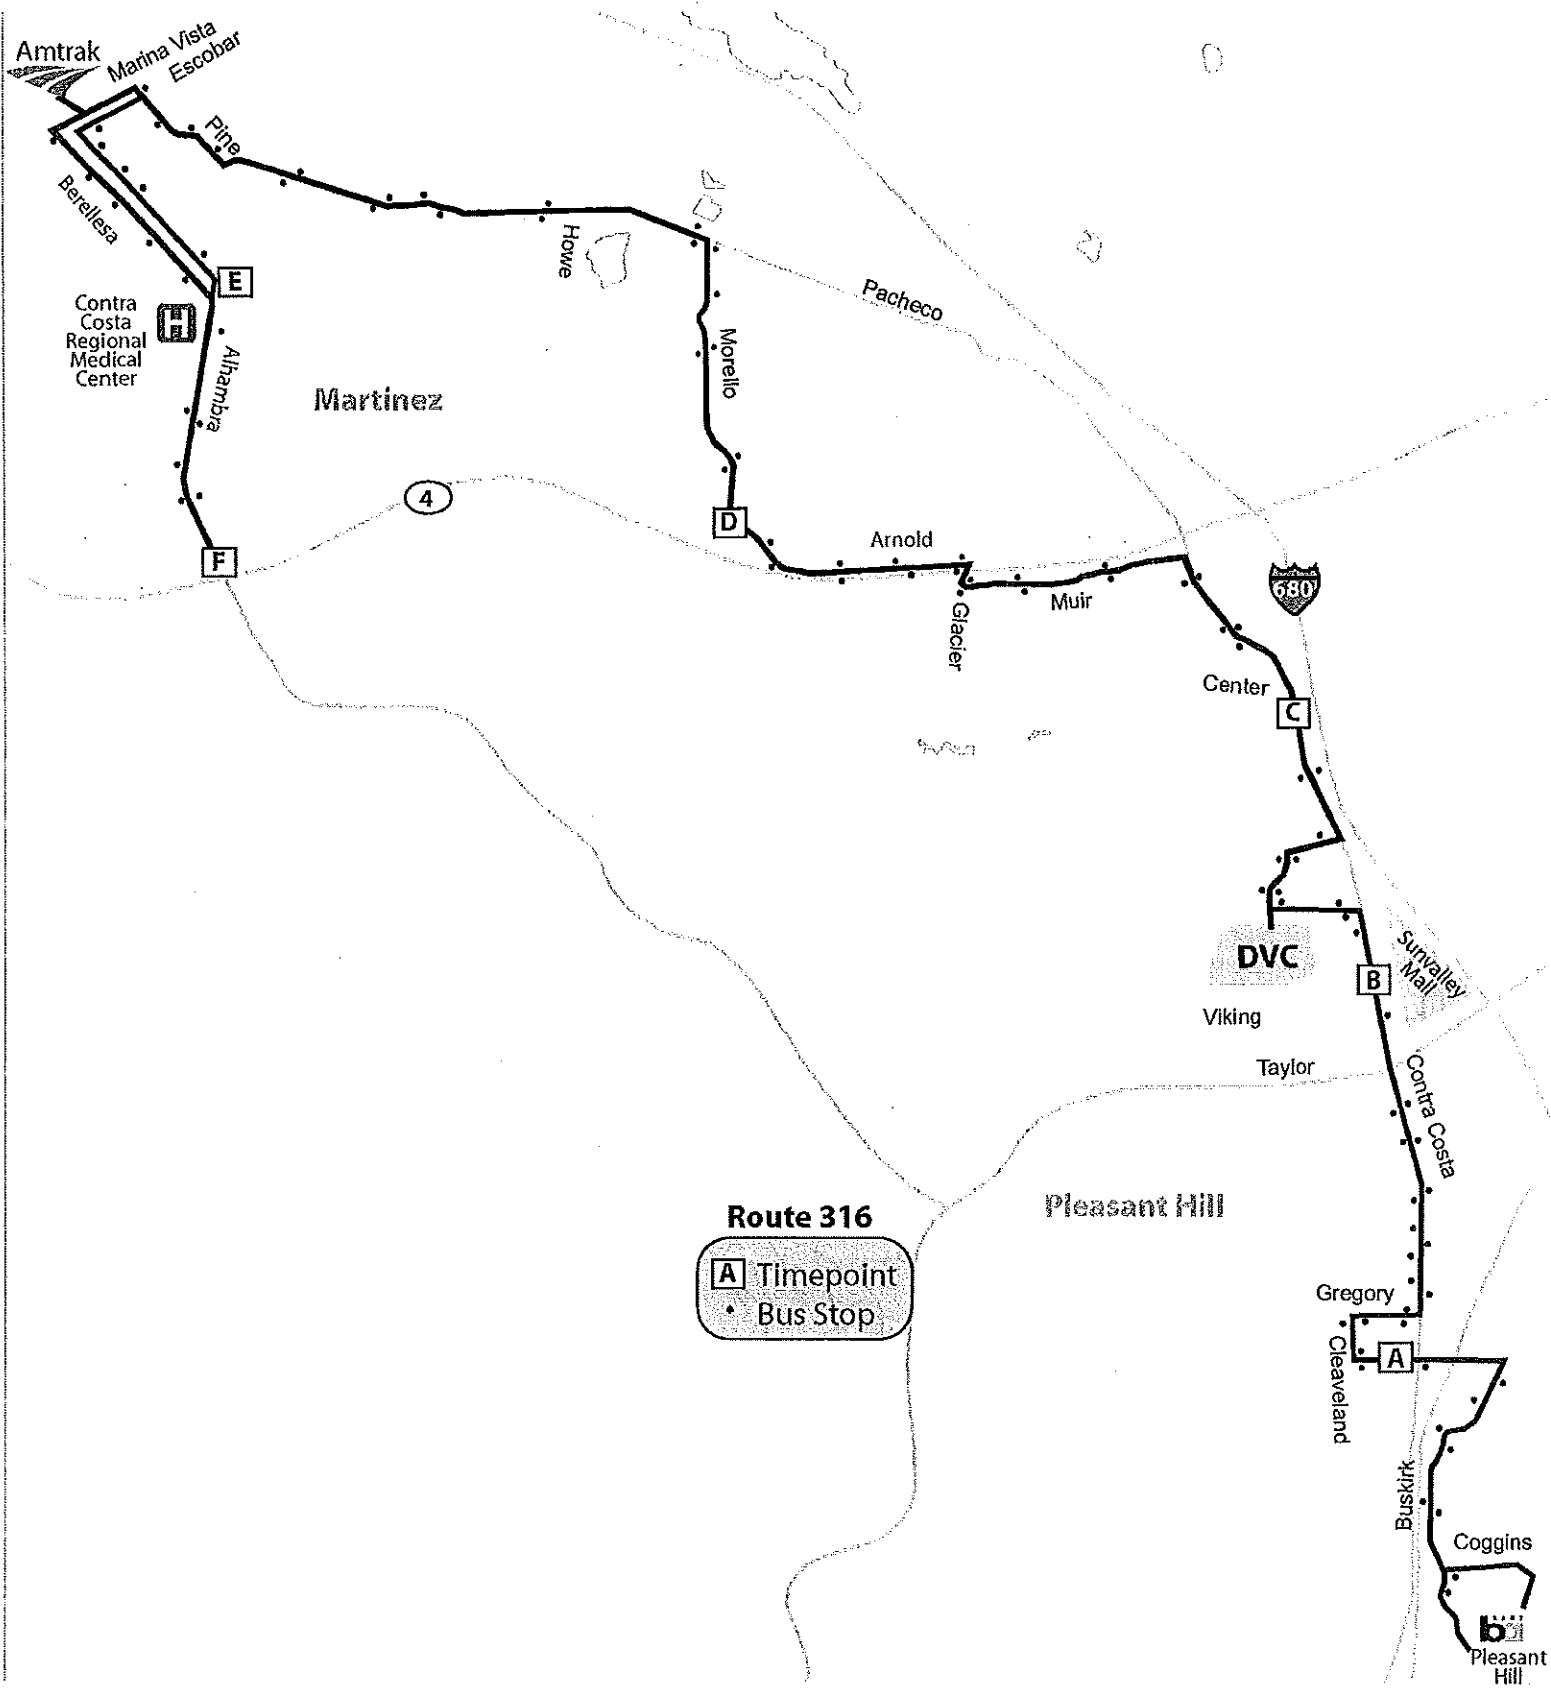 Amtrak
Marina Vista
Escobar
Pine
Berellesa
Howe
E
Contra
Costa
Regional
Medical
Center
H
Alhambra
Martinez
Morello
Pacheco
4
D
F
Arnold
Glacier
Muir
680
Center
C
DVC
Sunvalley
Mall
B
Viking
Taylor
Contra Costa
Pleasant Hill
Route 316
A Timepoint
Bus Stop
Gregory
Cleaveland
A
Buskirk
Coggins
Pleasant
Hill